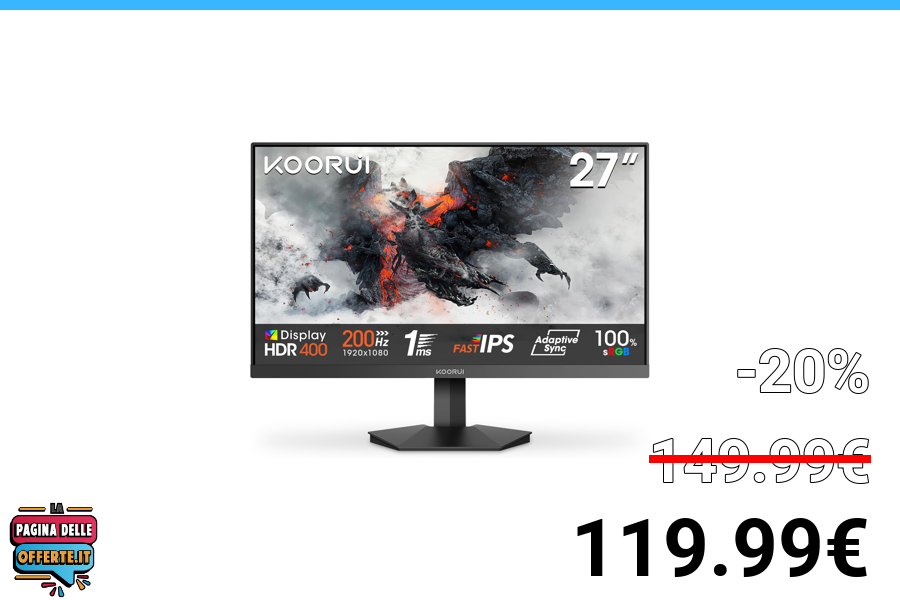 KOORUI
27"
Display
HDR 400
200Hz
1920x1080
1ms
FAST IPS
Adaptive
Sync
100%
sRGB
KOORUI
-20%
149.99€
119.99€
LA
PAGINA DELLE
OFFERTE.IT